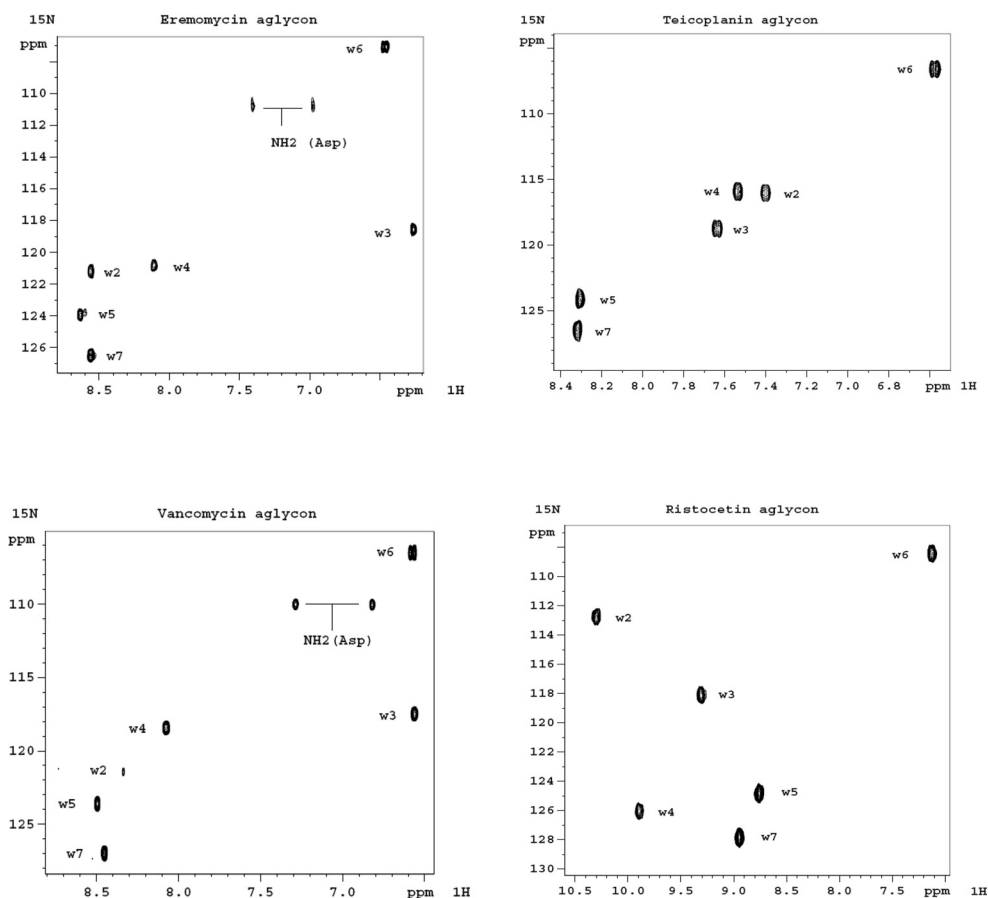 15N Eremomycin aglycon
ppm
w6
110
112
NH2 (Asp)
114
116
118
w3
120
w2
w4
122
124
w5
126
w7
8.5 8.0 7.5 7.0 ppm 1H
15N Teicoplanin aglycon
ppm
w6
110
115
w4
w2
w3
120
w5
125
w7
8.4 8.2 8.0 7.8 7.6 7.4 7.2 7.0 6.8 ppm 1H
15N Vancomycin aglycon
ppm
w6
110
NH2(Asp)
115
w3
w4
120
w2
w5
125
w7
8.5 8.0 7.5 7.0 ppm 1H
15N Ristocetin aglycon
ppm
w6
110
112
w2
114
116
118
w3
120
122
124
w5
126
w4
128
w7
130
10.5 10.0 9.5 9.0 8.5 8.0 7.5 ppm 1H